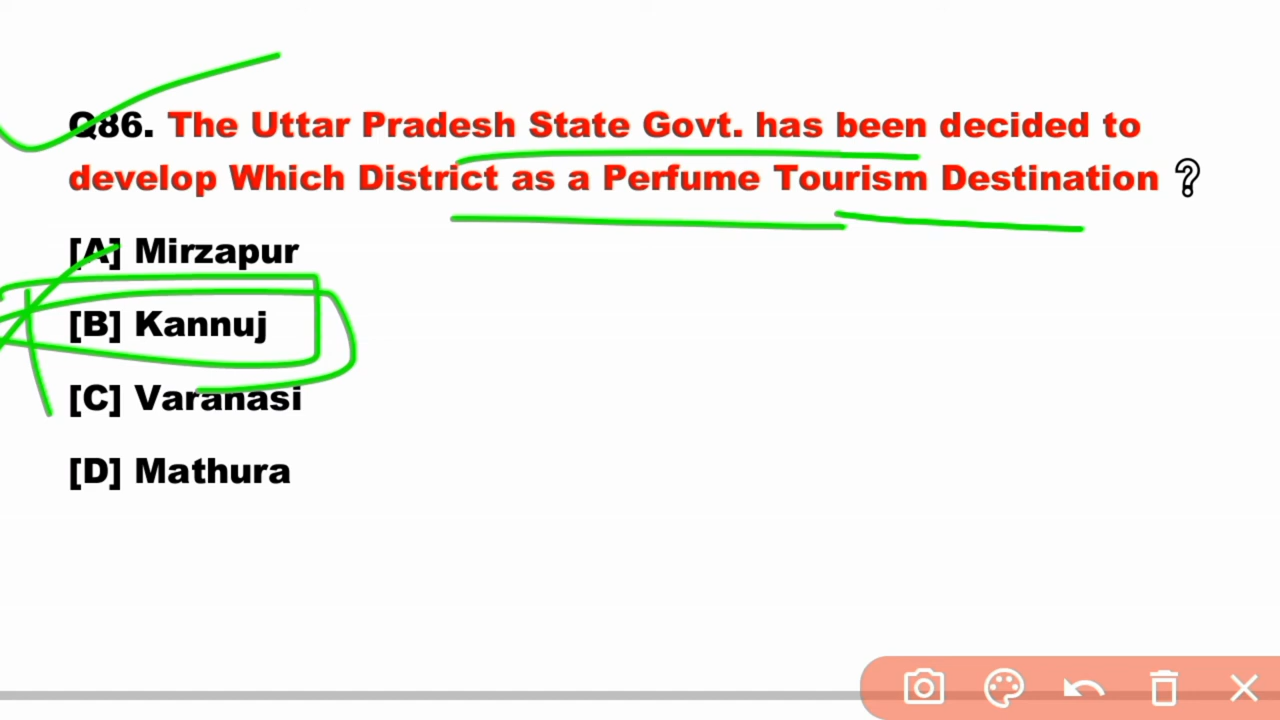 Q86. The Uttar Pradesh State Govt. has been decided to
develop Which District as a Perfume Tourism Destination ?
[A] Mirzapur
[B] Kannuj
[C] Varanasi
[D] Mathura